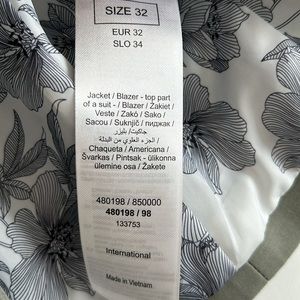 SIZE 32
EUR 32
SLO 34
Jacket / Blazer - top part
of a suit - / Blazer / Żakiet /
Veste / Zakó / Sako /
Sacou / Suknjič / пиджак /
جاكيت/ بليزر
/ الجزء العلوي من البدلة
Chaqueta / Americana /
Švarkas / Pintsak - ülikonna
ülemine osa / Žakete
480198 / 850000
480198 / 98
133753
International
Made in Vietnam